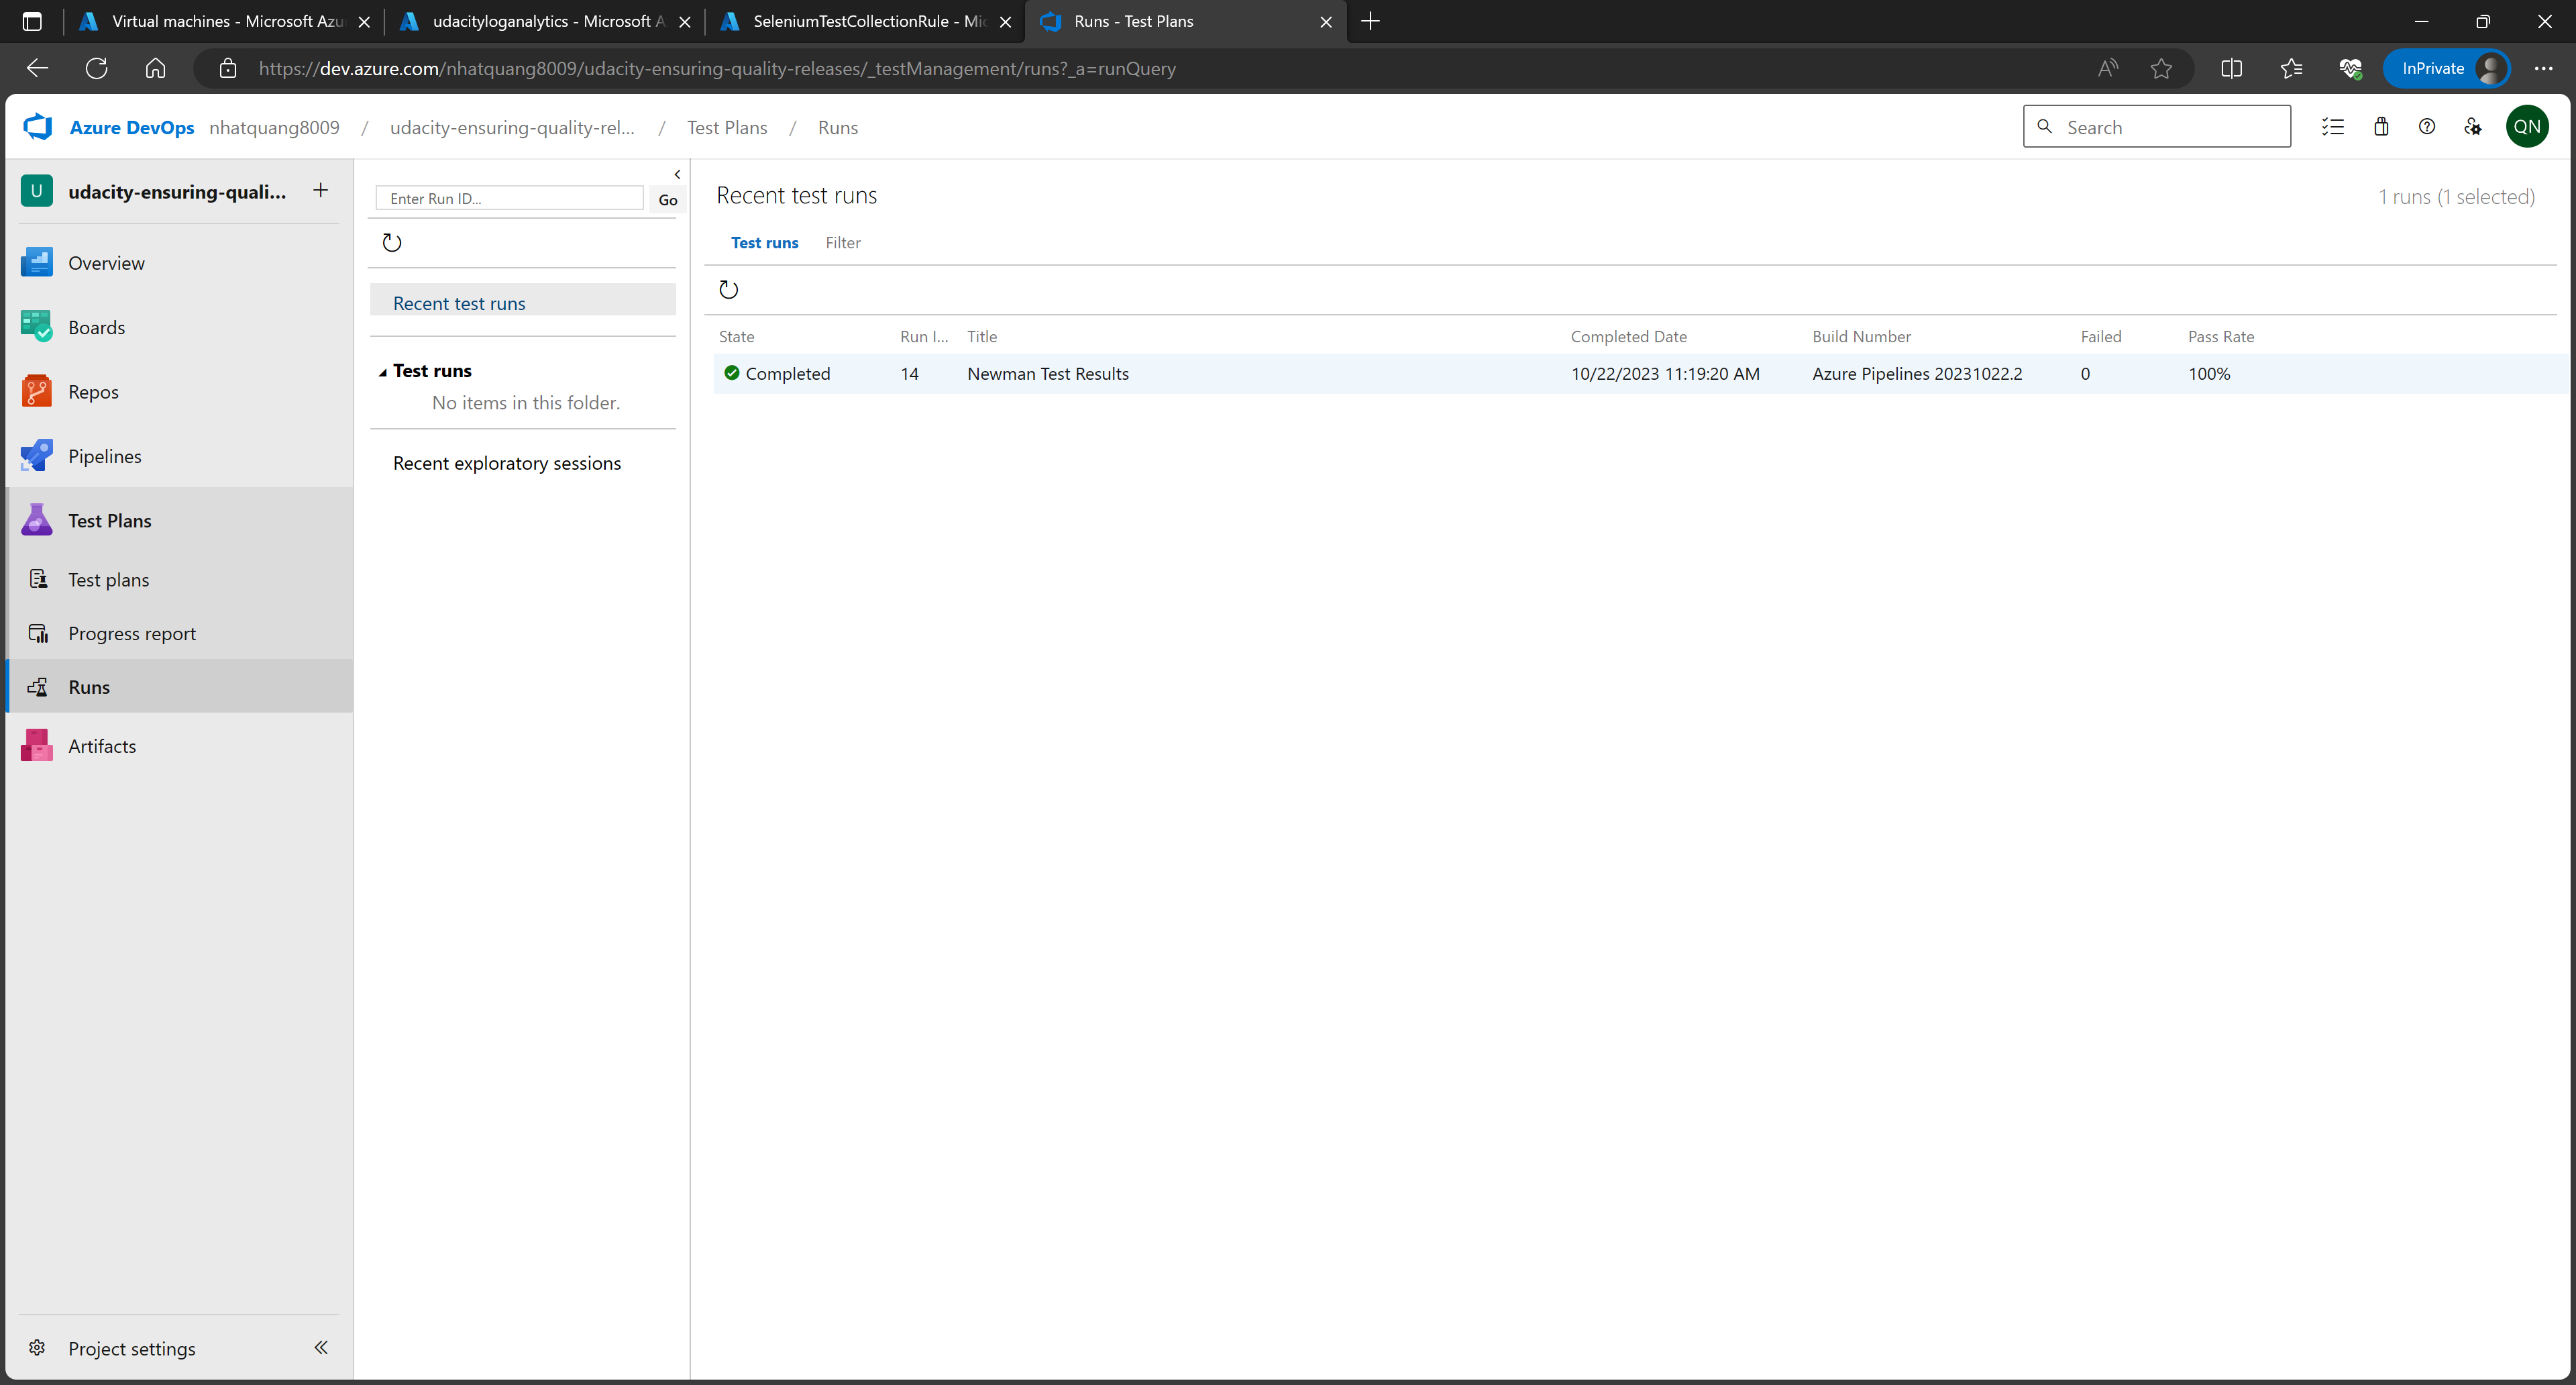 Virtual machines - Microsoft Azu
udacityloganalytics - Microsoft A
SeleniumTestCollectionRule - Mic
Runs - Test Plans
https://dev.azure.com/nhatquang8009/udacity-ensuring-quality-releases/_testManagement/runs?_a=runQuery
InPrivate
Azure DevOps nhatquang8009 / udacity-ensuring-quality-rel... / Test Plans / Runs
Search
QN
U udacity-ensuring-quali...
Overview
Boards
Repos
Pipelines
Test Plans
Test plans
Progress report
Runs
Artifacts
Project settings
Enter Run ID...
Go
Recent test runs
Test runs
No items in this folder.
Recent exploratory sessions
Recent test runs
1 runs (1 selected)
Test runs Filter
State Run I... Title Completed Date Build Number Failed Pass Rate
Completed 14 Newman Test Results 10/22/2023 11:19:20 AM Azure Pipelines 20231022.2 0 100%